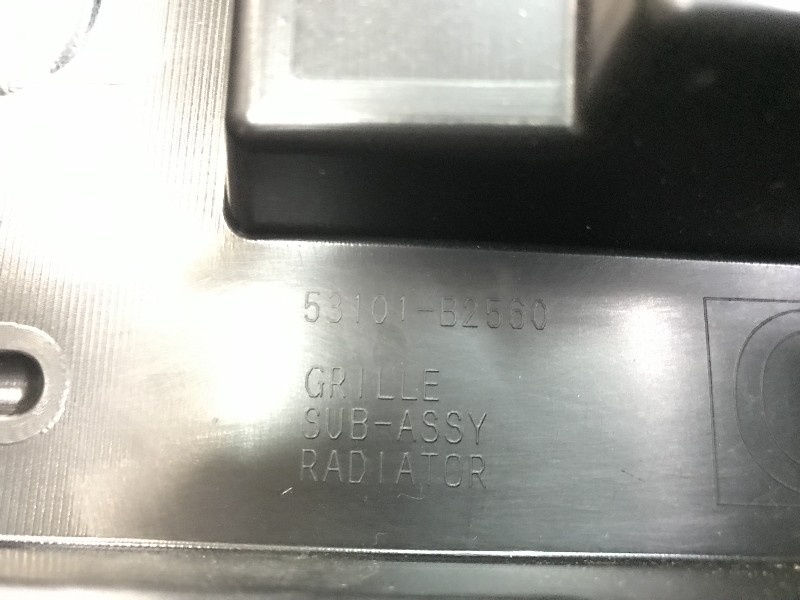 53101-B2560
GRILLE
SUB-ASSY
RADIATOR